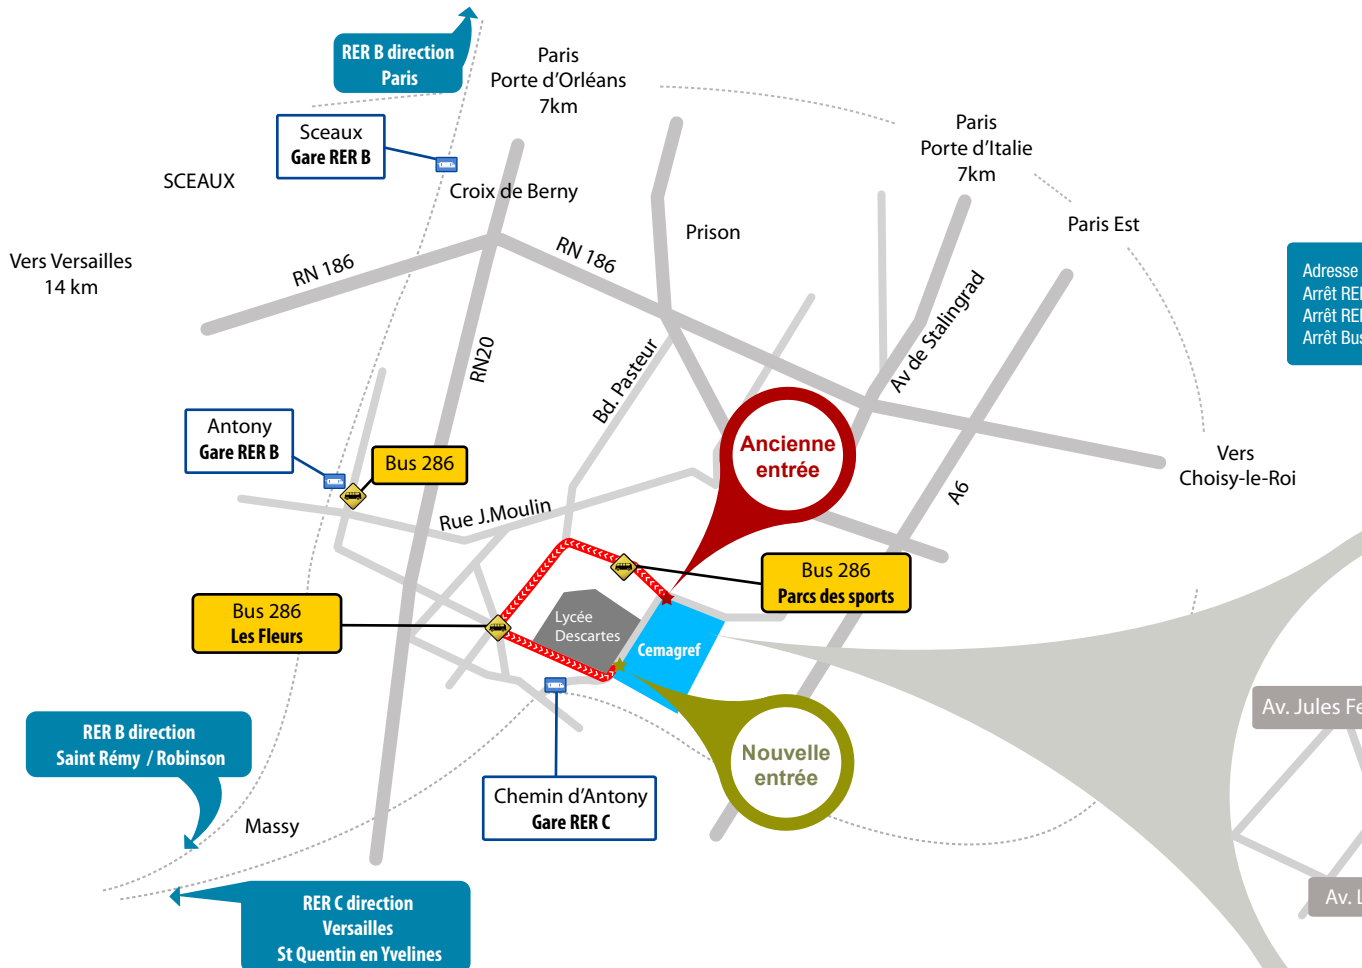 RER B direction
Paris
Paris
Porte d'Orléans
7km
Sceaux
Gare RER B
Paris
Porte d'Italie
7km
SCEAUX
Croix de Berny
Prison
Paris Est
Vers Versailles
14 km
RN 186
RN 186
Adresse
Arrêt
Arrêt
Arrêt
RN20
Bd. Pasteur
Av de Stalingrad
Antony
Gare RER B
Bus 286
Ancienne
entrée
Vers
Choisy-le-Roi
A6
Rue J.Moulin
Bus 286
Parcs des sports
Bus 286
Les Fleurs
Lycée
Descartes
Cemagref
Av. Jules
RER B direction
Saint Rémy / Robinson
Nouvelle
entrée
Chemin d'Antony
Gare RER C
Massy
Av.
RER C direction
Versailles
St Quentin en Yvelines